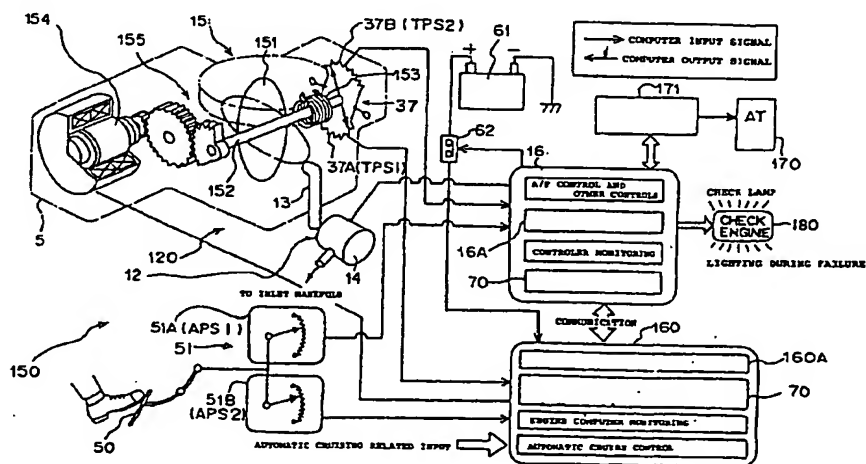 154
155
15
151
37B (TPS2)
153
37
37A (TPS1)
152
13
5
120
12
14
TO INLET MANIFOLD
+
−
61
62
COMPUTER INPUT SIGNAL
COMPUTER OUTPUT SIGNAL
171
AT
170
16
A/F CONTROL AND
OTHER CONTROLS
16A
CONTROLER MONITORING
70
CHECK LAMP
CHECK
ENGINE
180
LIGHTING DURING FAILURE
COMMUNICATION
160
160A
70
ENGINE COMPUTER MONITORING
AUTOMATIC CRUISE CONTROL
150
50
51A (APS1)
51
51B
(APS2)
AUTOMATIC CRUISING RELATED INPUT